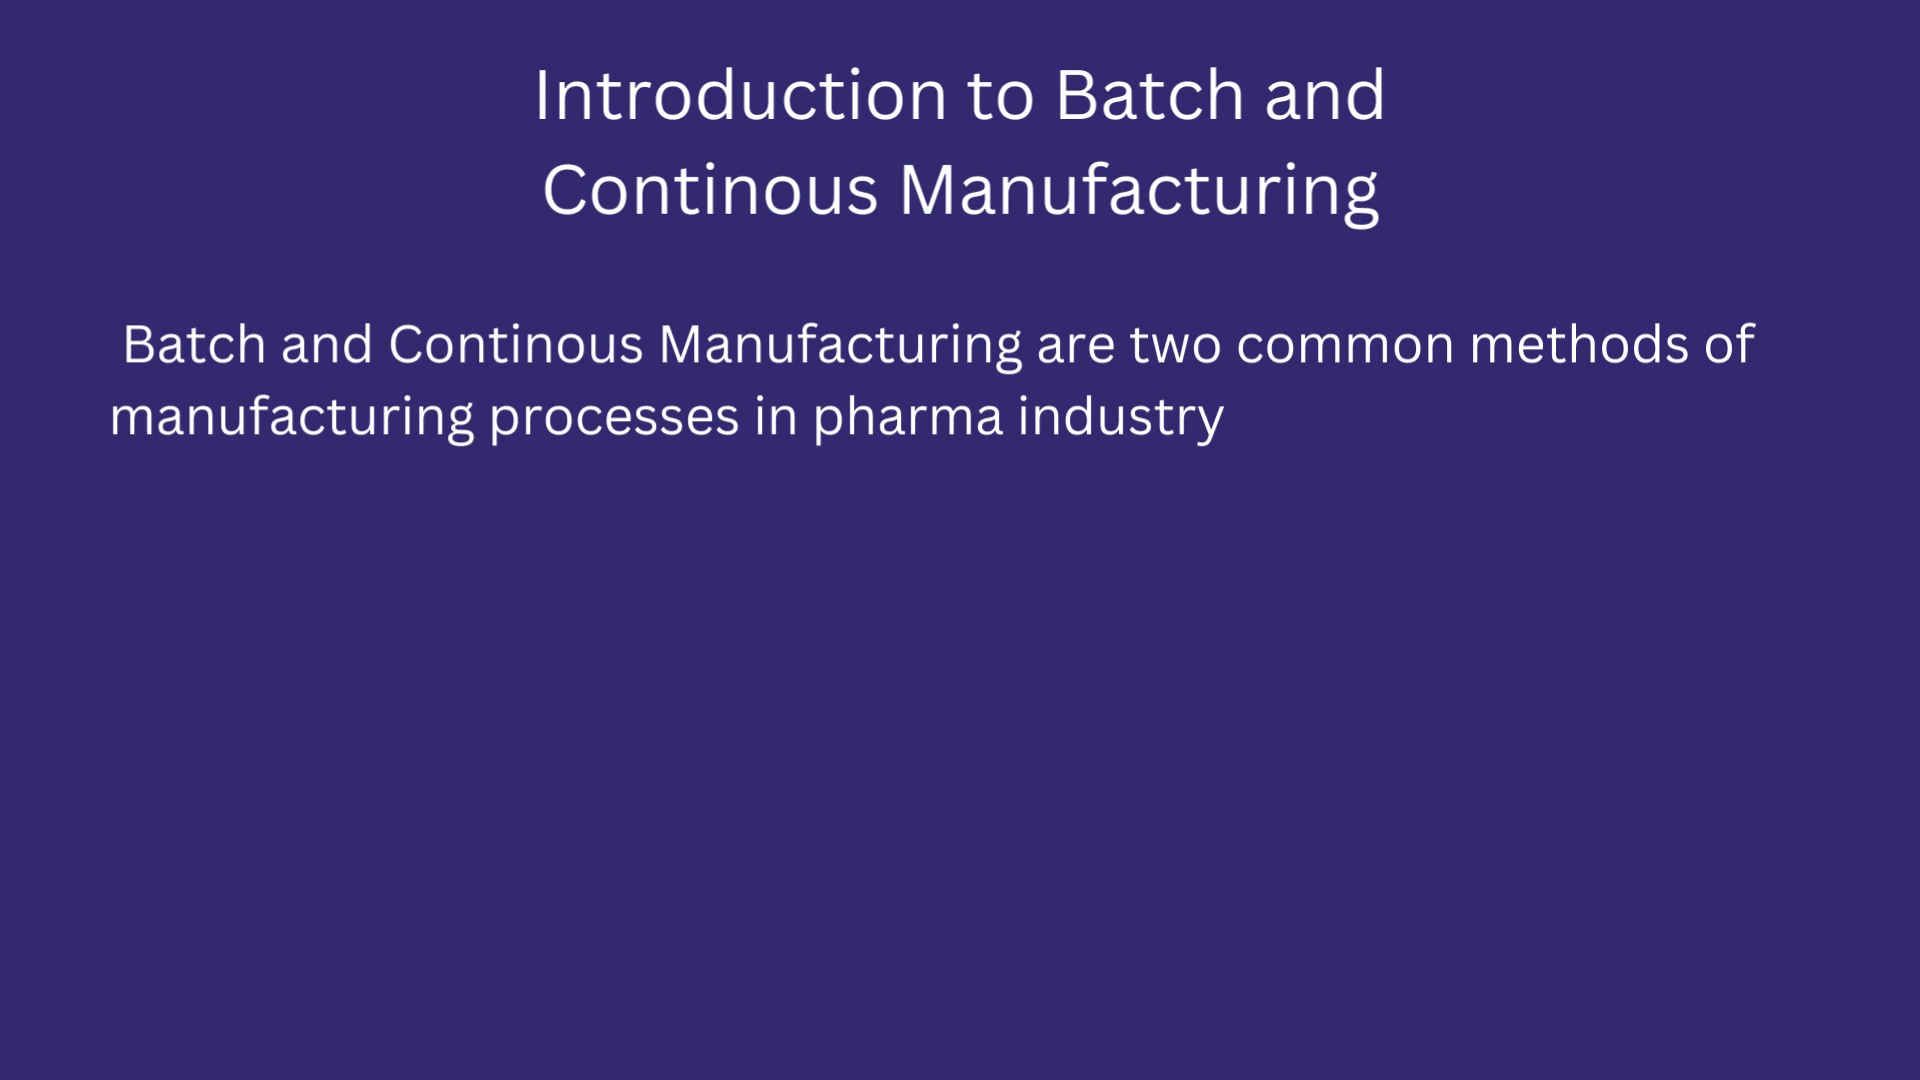 Introduction to Batch and
Continous Manufacturing
Batch and Continous Manufacturing are two common methods of
manufacturing processes in pharma industry